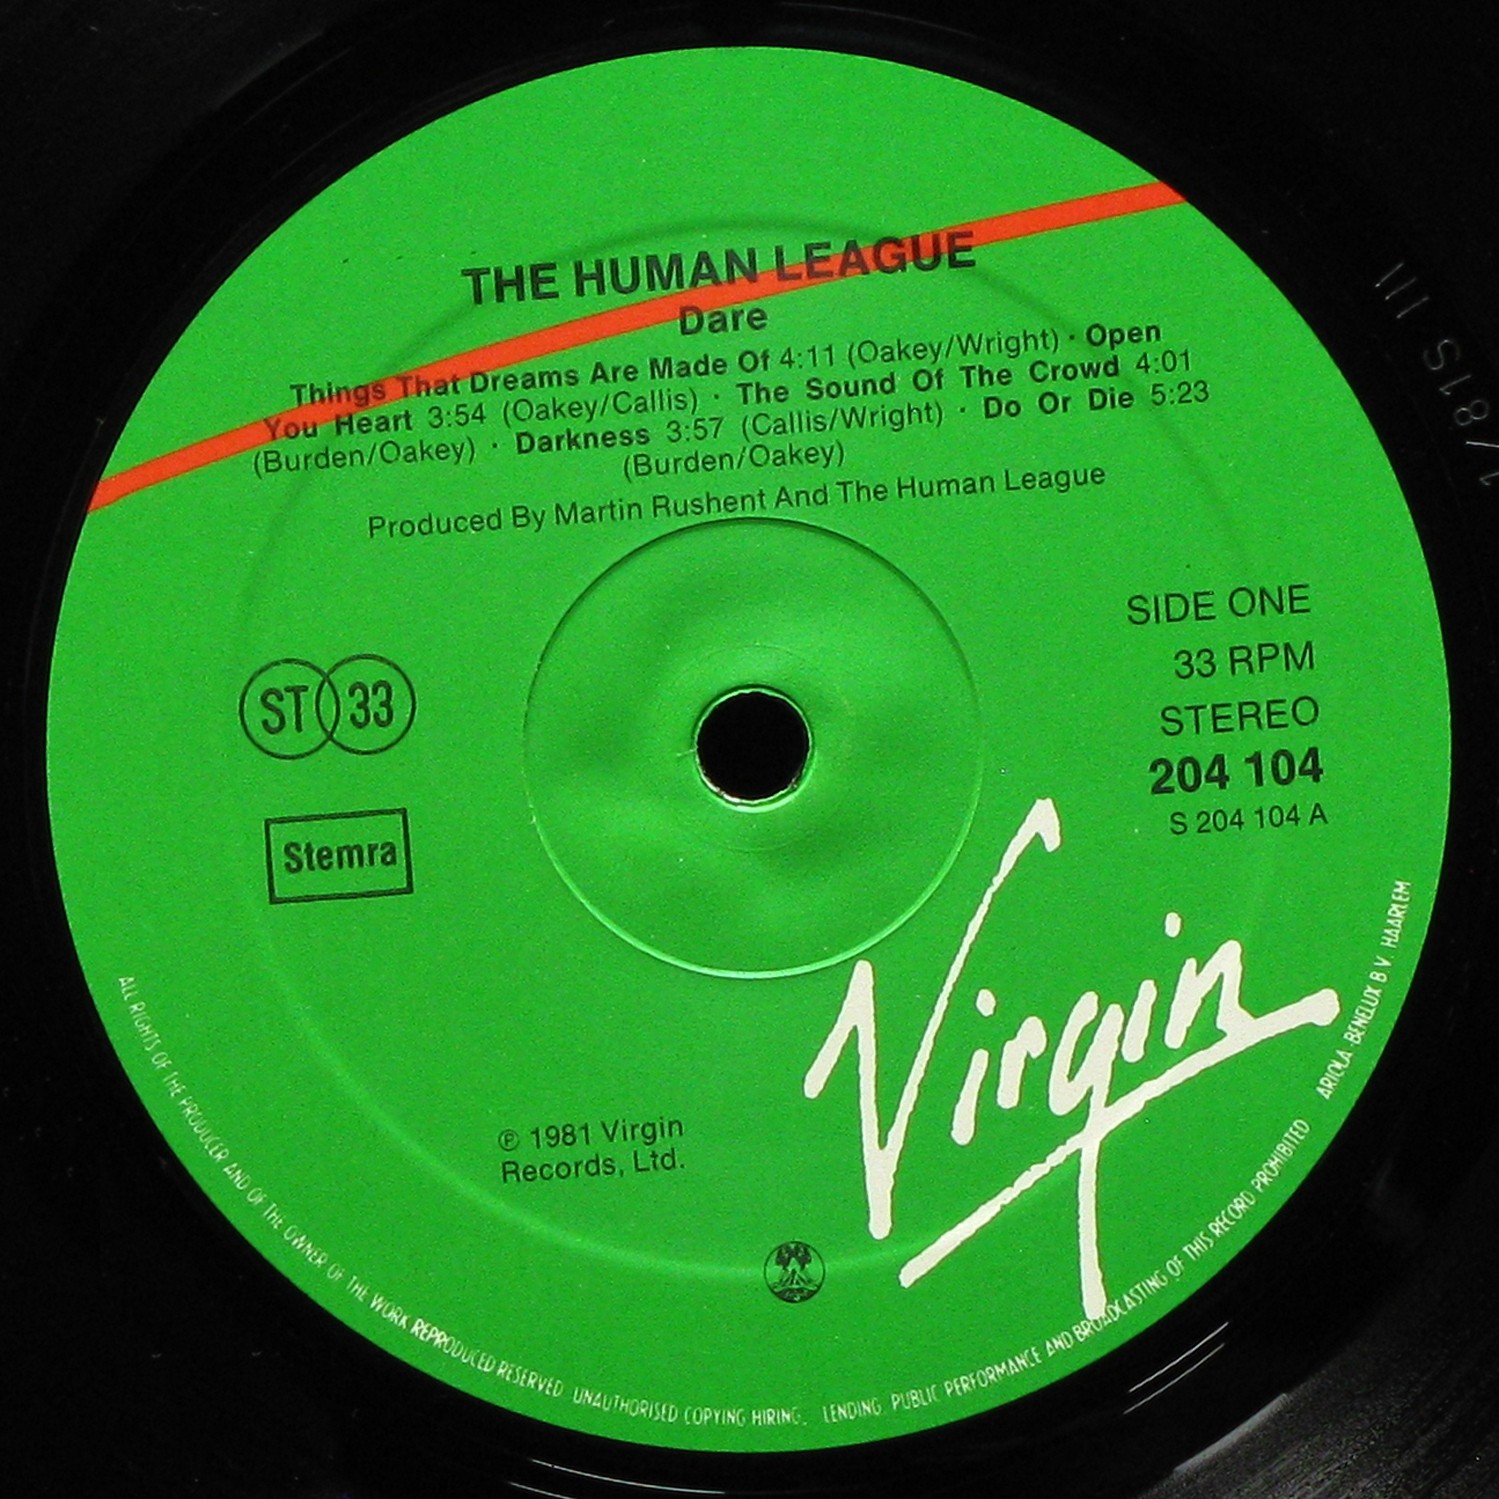 THE HUMAN LEAGUE
Dare
Things That Dreams Are Made Of 4:11 (Oakey/Wright) · Open
You Heart 3:54 (Oakey/Callis) · The Sound Of The Crowd 4:01
(Burden/Oakey) · Darkness 3:57 (Callis/Wright) · Do Or Die 5:23
(Burden/Oakey)
Produced By Martin Rushent And The Human League
SIDE ONE
33 RPM
STEREO
204 104
S 204 104 A
ST 33
Stemra
Virgin
℗ 1981 Virgin
Records, Ltd.
ALL RIGHTS OF THE PRODUCER AND OF THE OWNER OF THE WORK REPRODUCED RESERVED UNAUTHORISED COPYING HIRING. LENDING PUBLIC PERFORMANCE AND BROADCASTING OF THIS RECORD PROHIBITED
ARIOLA-BENELUX B V. HAARLEM